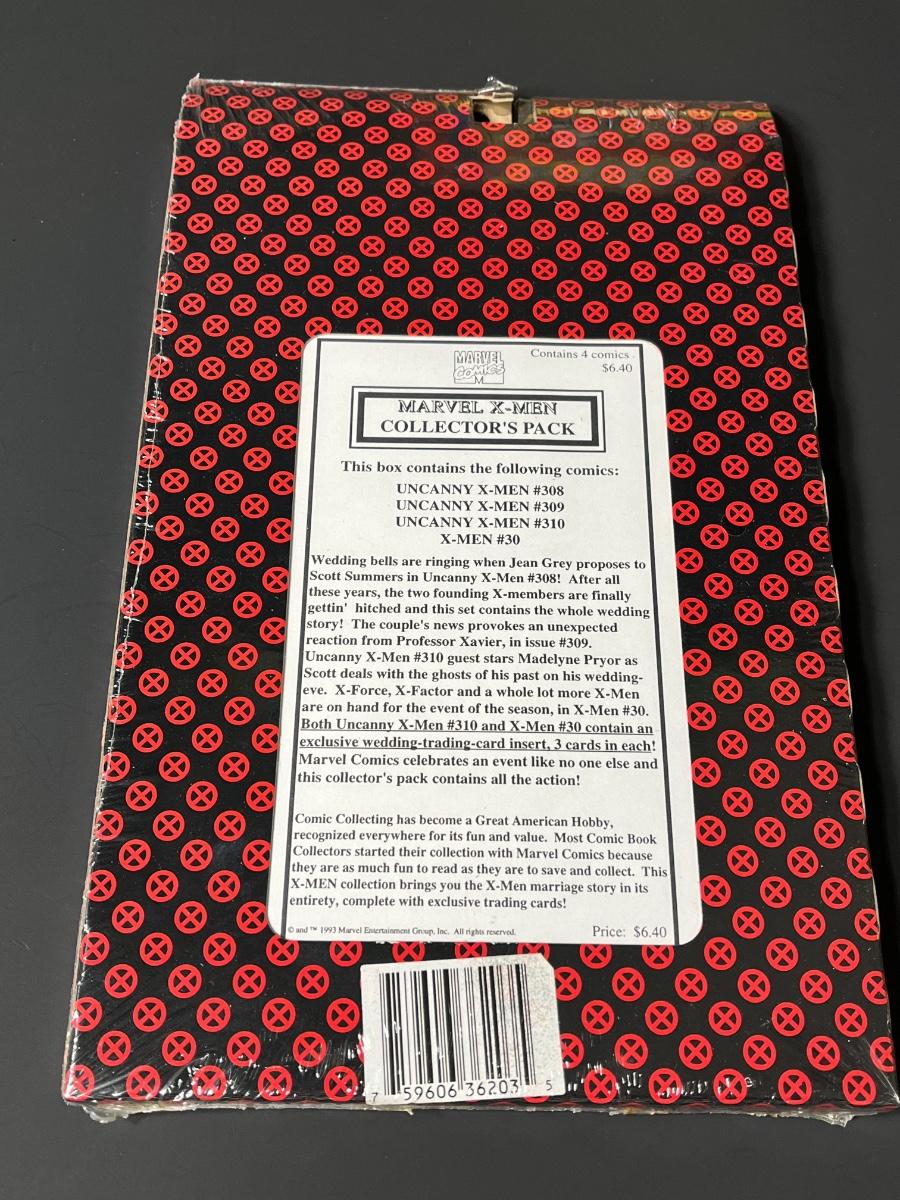 MARVEL
COMICS
M
Contains 4 comics
$6.40
MARVEL X-MEN
COLLECTOR'S PACK
This box contains the following comics:
UNCANNY X-MEN #308
UNCANNY X-MEN #309
UNCANNY X-MEN #310
X-MEN #30
Wedding bells are ringing when Jean Grey proposes to
Scott Summers in Uncanny X-Men #308! After all
these years, the two founding X-members are finally
gettin' hitched and this set contains the whole wedding
story! The couple's news provokes an unexpected
reaction from Professor Xavier, in issue #309.
Uncanny X-Men #310 guest stars Madelyne Pryor as
Scott deals with the ghosts of his past on his wedding-
eve. X-Force, X-Factor and a whole lot more X-Men
are on hand for the event of the season, in X-Men #30.
Both Uncanny X-Men #310 and X-Men #30 contain an
exclusive wedding-trading-card insert, 3 cards in each!
Marvel Comics celebrates an event like no one else and
this collector's pack contains all the action!
Comic Collecting has become a Great American Hobby,
recognized everywhere for its fun and value. Most Comic Book
Collectors started their collection with Marvel Comics because
they are as much fun to read as they are to save and collect. This
X-MEN collection brings you the X-Men marriage story in its
entirety, complete with exclusive trading cards!
© and ™ 1993 Marvel Entertainment Group, Inc. All rights reserved.
Price: $6.40
7 59606 36203 5